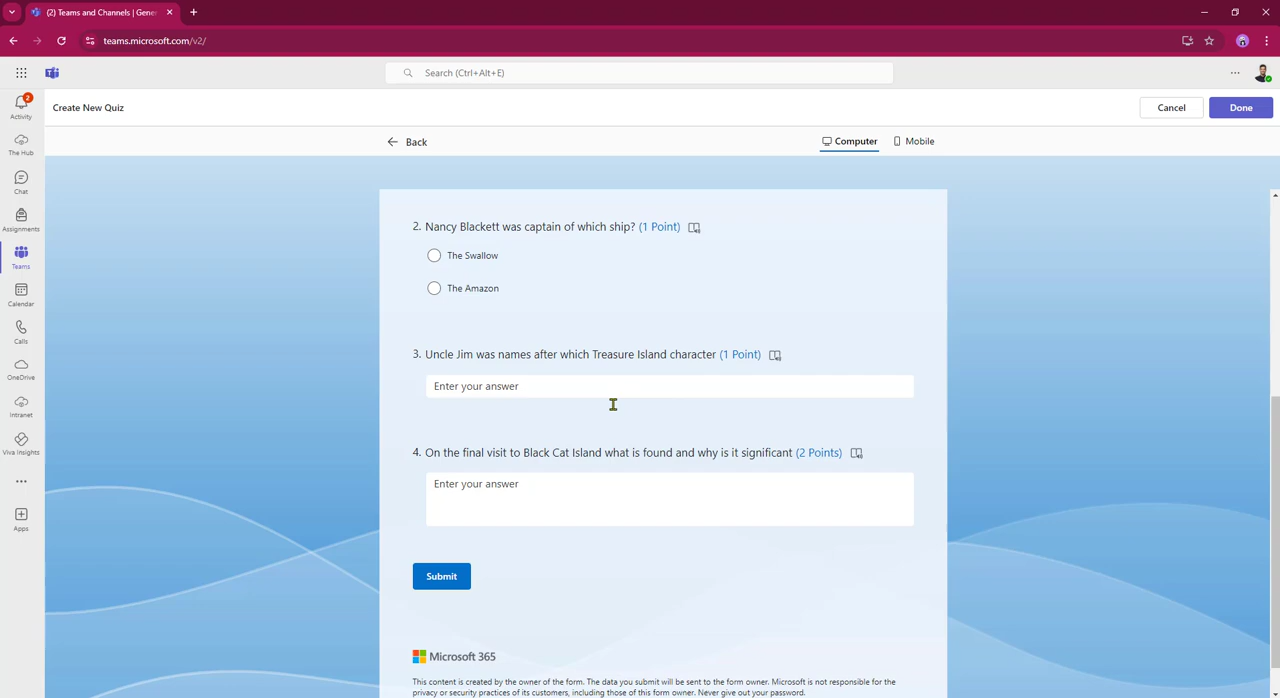 (2) Teams and Channels | Gene
teams.microsoft.com/v2/
Search (Ctrl+Alt+E)
2
Activity
The Hub
Chat
Assignments
Teams
Calendar
Calls
OneDrive
Intranet
Viva Insights
Apps
Create New Quiz
Cancel
Done
Back
Computer
Mobile
2. Nancy Blackett was captain of which ship? (1 Point)
The Swallow
The Amazon
3. Uncle Jim was names after which Treasure Island character (1 Point)
Enter your answer
4. On the final visit to Black Cat Island what is found and why is it significant (2 Points)
Enter your answer
Submit
Microsoft 365
This content is created by the owner of the form. The data you submit will be sent to the form owner. Microsoft is not responsible for the
privacy or security practices of its customers, including those of this form owner. Never give out your password.